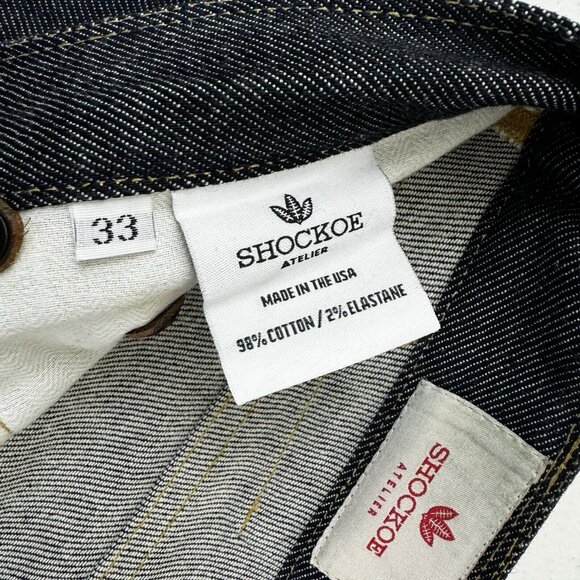 33
SHOCKOE
ATELIER
MADE IN THE USA
98% COTTON / 2% ELASTANE
SHOCKOE
ATELIER